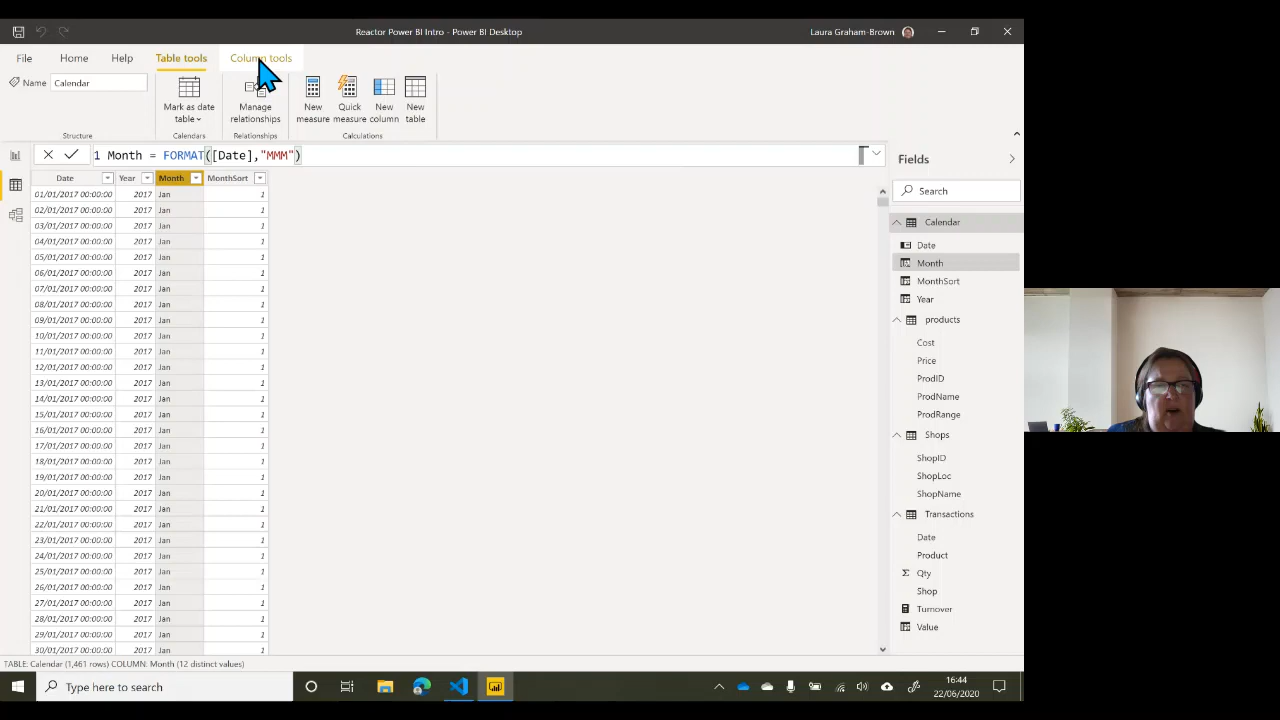 Reactor Power BI Intro - Power BI Desktop
Laura Graham-Brown
File Home Help Table tools Column tools
Name Calendar
Mark as date table
Manage relationships
New measure
Quick measure
New column
New table
Structure Calendars Relationships Calculations
1 Month = FORMAT([Date],"MMM")
Fields
Search
Date Year Month MonthSort
01/01/2017 00:00:00 2017 Jan 1
02/01/2017 00:00:00 2017 Jan 1
03/01/2017 00:00:00 2017 Jan 1
04/01/2017 00:00:00 2017 Jan 1
05/01/2017 00:00:00 2017 Jan 1
06/01/2017 00:00:00 2017 Jan 1
07/01/2017 00:00:00 2017 Jan 1
08/01/2017 00:00:00 2017 Jan 1
09/01/2017 00:00:00 2017 Jan 1
10/01/2017 00:00:00 2017 Jan 1
11/01/2017 00:00:00 2017 Jan 1
12/01/2017 00:00:00 2017 Jan 1
13/01/2017 00:00:00 2017 Jan 1
14/01/2017 00:00:00 2017 Jan 1
15/01/2017 00:00:00 2017 Jan 1
16/01/2017 00:00:00 2017 Jan 1
17/01/2017 00:00:00 2017 Jan 1
18/01/2017 00:00:00 2017 Jan 1
19/01/2017 00:00:00 2017 Jan 1
20/01/2017 00:00:00 2017 Jan 1
21/01/2017 00:00:00 2017 Jan 1
22/01/2017 00:00:00 2017 Jan 1
23/01/2017 00:00:00 2017 Jan 1
24/01/2017 00:00:00 2017 Jan 1
25/01/2017 00:00:00 2017 Jan 1
26/01/2017 00:00:00 2017 Jan 1
27/01/2017 00:00:00 2017 Jan 1
28/01/2017 00:00:00 2017 Jan 1
29/01/2017 00:00:00 2017 Jan 1
30/01/2017 00:00:00 2017 Jan 1
Calendar
Date
Month
MonthSort
Year
products
Cost
Price
ProdID
ProdName
ProdRange
Shops
ShopID
ShopLoc
ShopName
Transactions
Date
Product
Σ Qty
Shop
Turnover
Value
TABLE: Calendar (1,461 rows) COLUMN: Month (12 distinct values)
Type here to search
16:44
22/06/2020